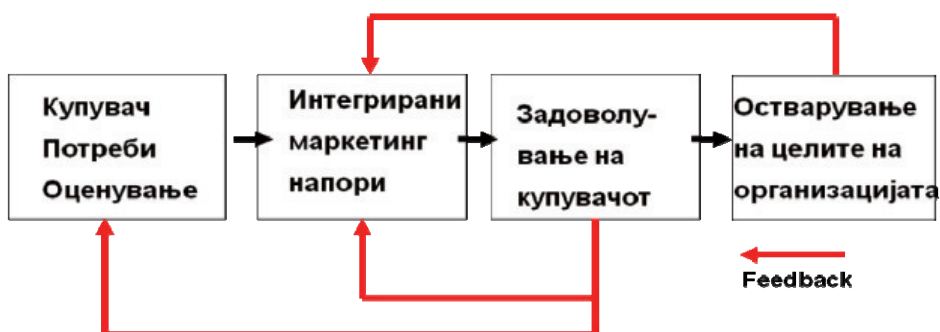 Купувач
Потреби
Оценување
Интегрирани
маркетинг
напори
Задоволу-
вање на
купувачот
Остварување
на целите на
организацијата
Feedback